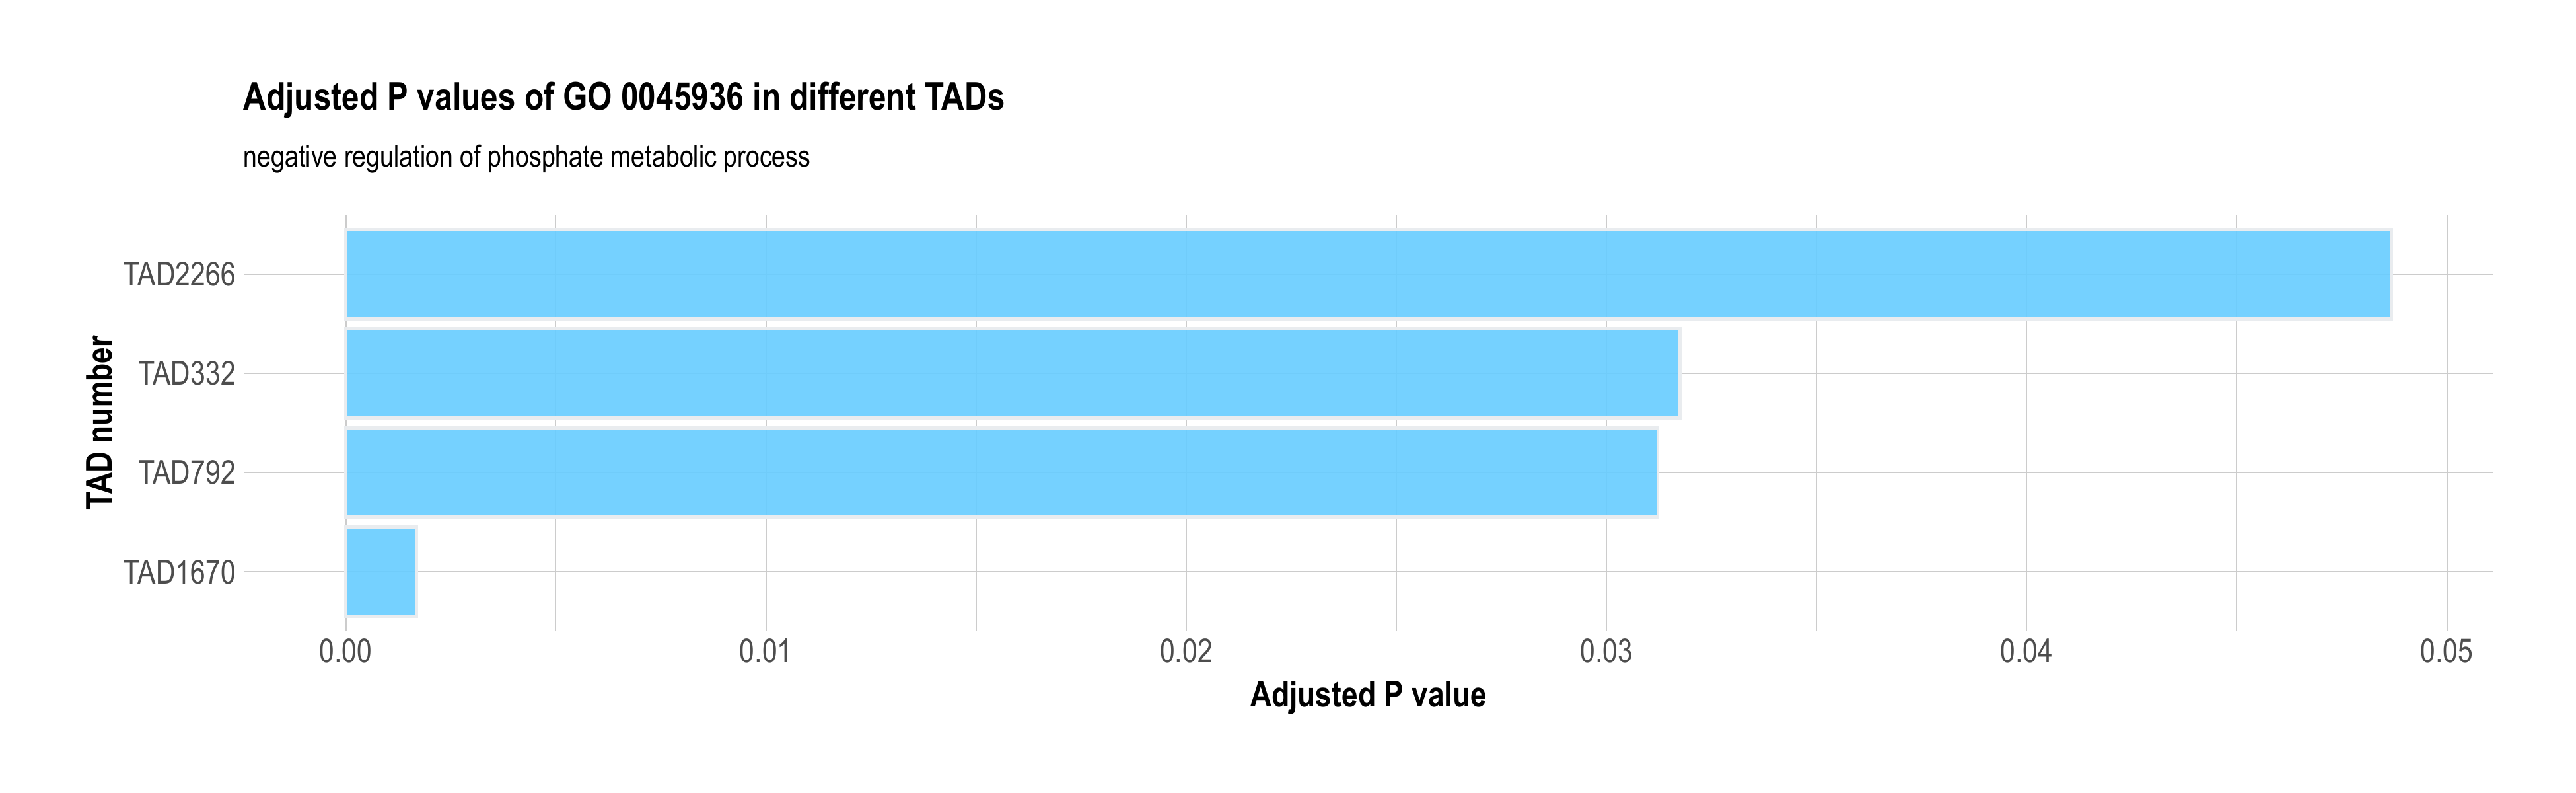 Adjusted P values of GO 0045936 in different TADs
negative regulation of phosphate metabolic process
TAD number
TAD2266
TAD332
TAD792
TAD1670
0.00 0.01 0.02 0.03 0.04 0.05
Adjusted P value